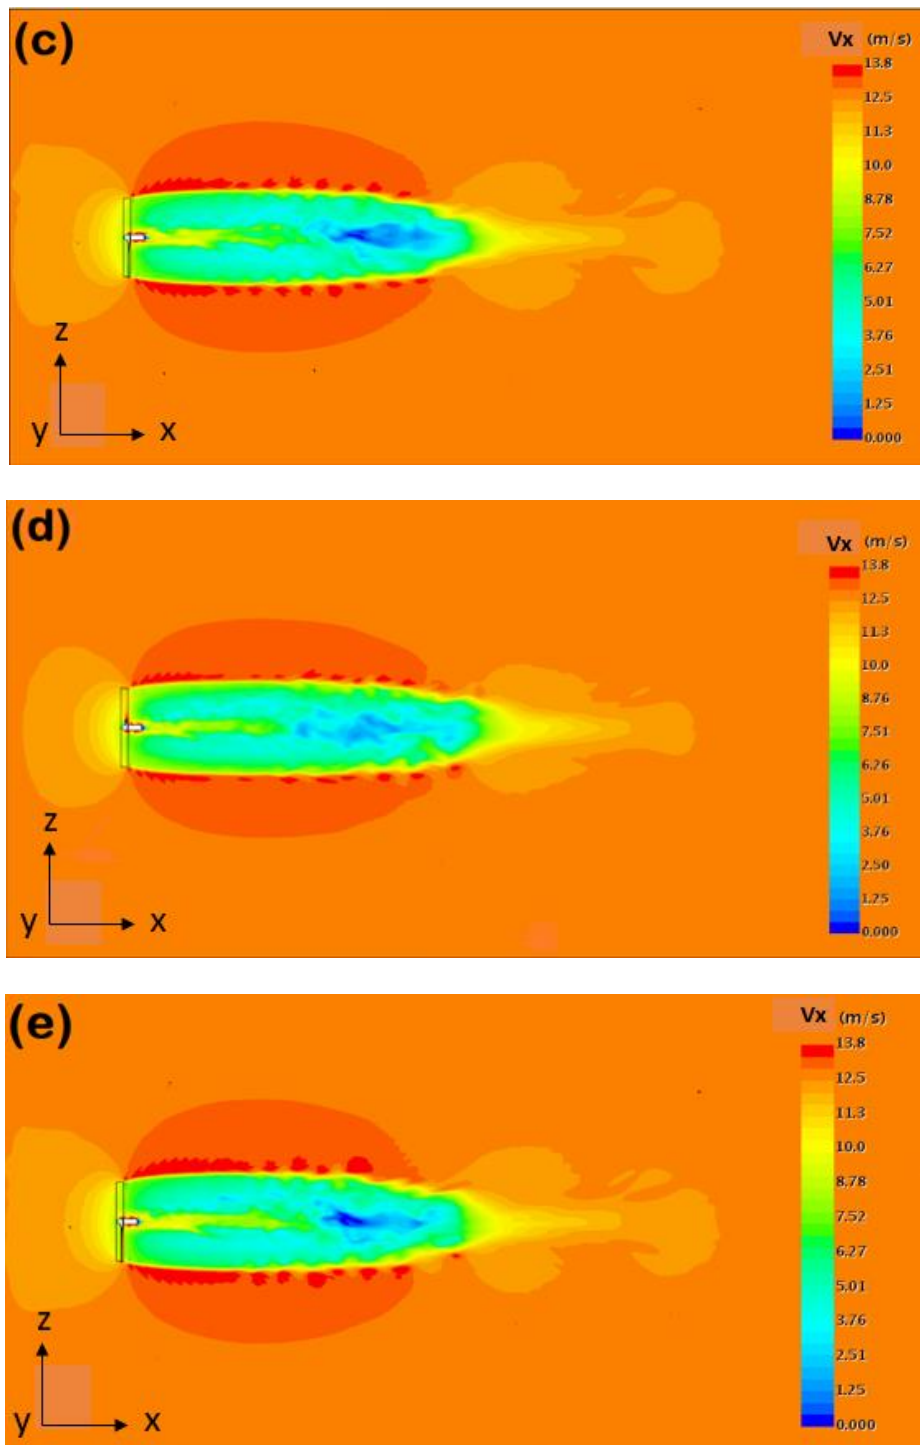 (c)
Vx (m/s)
13.8
12.5
11.3
10.0
8.78
7.52
6.27
5.01
3.76
2.51
1.25
0.000
z
y
x
(d)
Vx (m/s)
13.8
12.5
11.3
10.0
8.76
7.51
6.26
5.01
3.76
2.50
1.25
0.000
z
y
x
(e)
Vx (m/s)
13.8
12.5
11.3
10.0
8.78
7.52
6.27
5.01
3.76
2.51
1.25
0.000
z
y
x